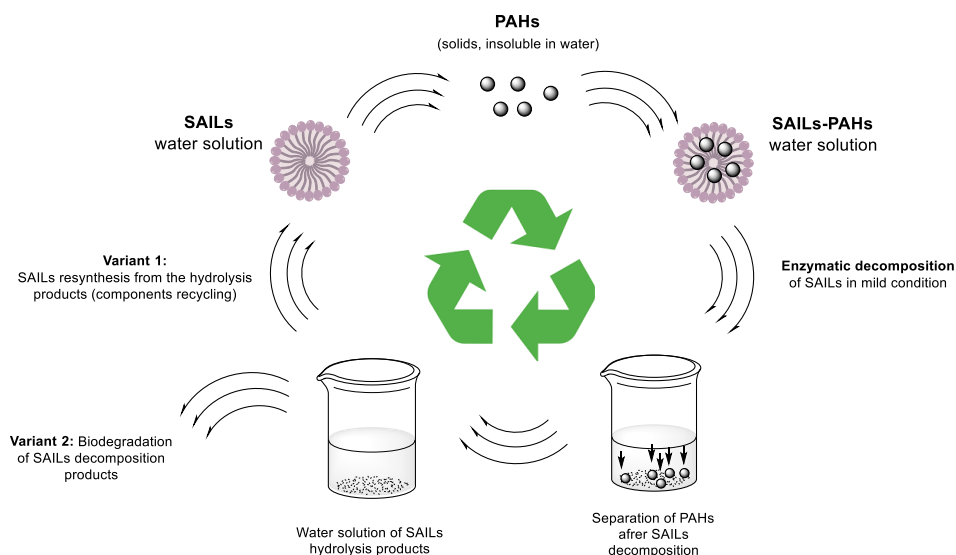 PAHs
(solids, insoluble in water)
SAILs
water solution
SAILs-PAHs
water solution
Variant 1:
SAILs resynthesis from the hydrolysis
products (components recycling)
Enzymatic decomposition
of SAILs in mild condition
Variant 2: Biodegradation
of SAILs decomposition
products
Water solution of SAILs
hydrolysis products
Separation of PAHs
afrer SAILs
decomposition